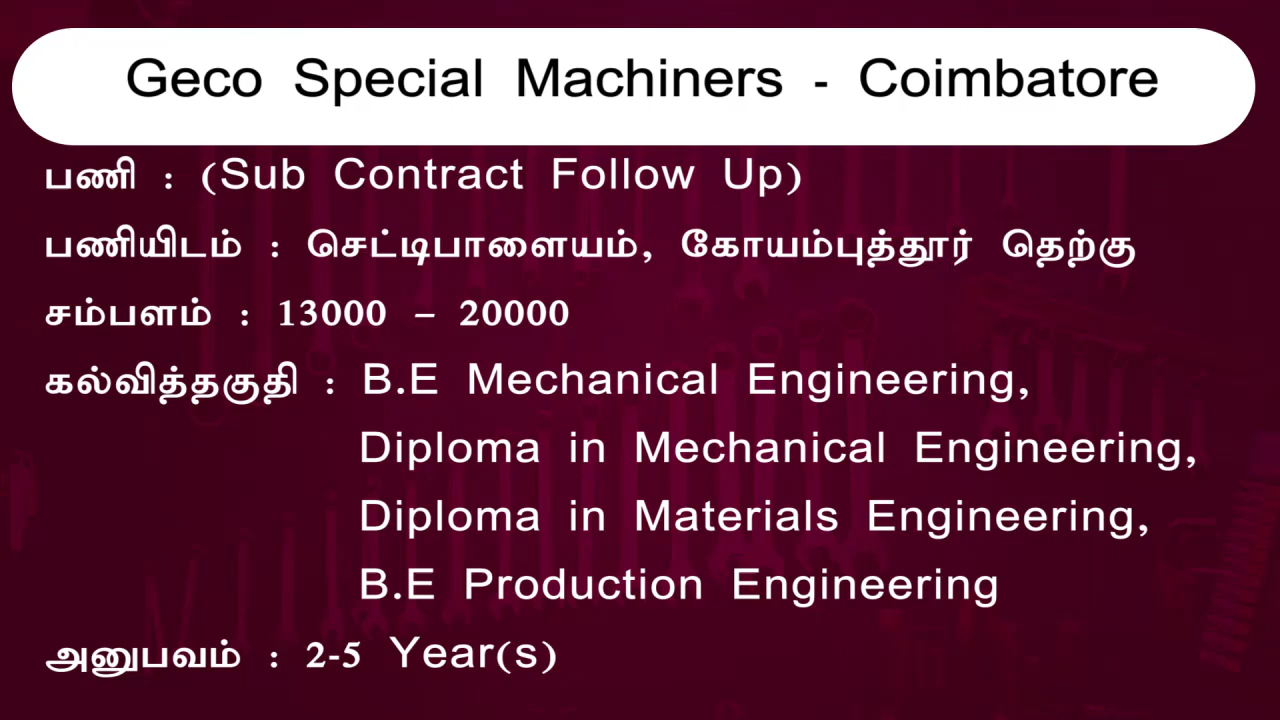 Geco Special Machiners - Coimbatore
பணி : (Sub Contract Follow Up)
பணியிடம் : செட்டிபாளையம், கோயம்புத்தூர் தெற்கு
சம்பளம் : 13000 – 20000
கல்வித்தகுதி : B.E Mechanical Engineering,
Diploma in Mechanical Engineering,
Diploma in Materials Engineering,
B.E Production Engineering
அனுபவம் : 2-5 Year(s)